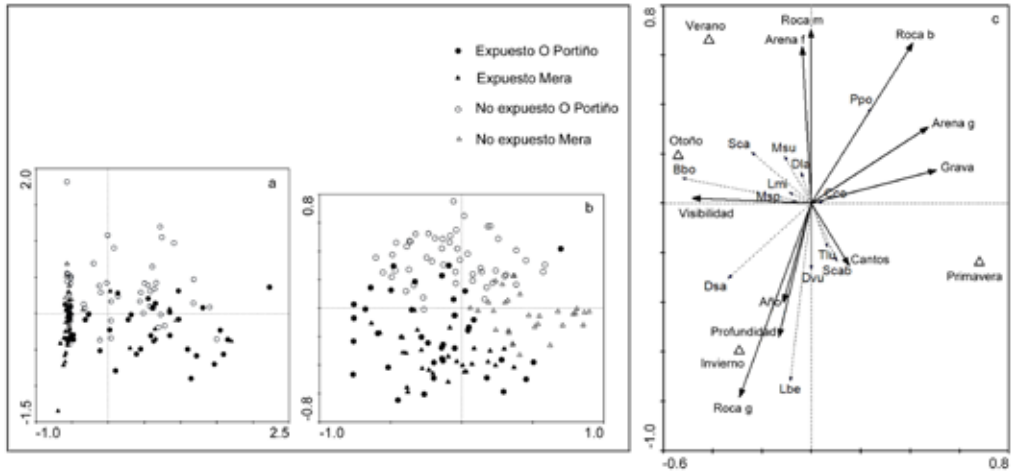 Expuesto O Portiño
Expuesto Mera
No expuesto O Portiño
No expuesto Mera
a
2.0
-1.5
-1.0
2.5
b
0.8
-0.8
-1.0
1.0
c
0.8
Verano
Roca m
Arena f
Roca b
Ppo
Arena g
Otoño
Sca
Msu
Dla
Bbo
Grava
Lmi
Msp
Cco
Visibilidad
Tlu
Cantos
Scab
Primavera
Dsa
Dvu
Año
Profundidad
Invierno
Lbe
Roca g
-1.0
-0.6
0.8